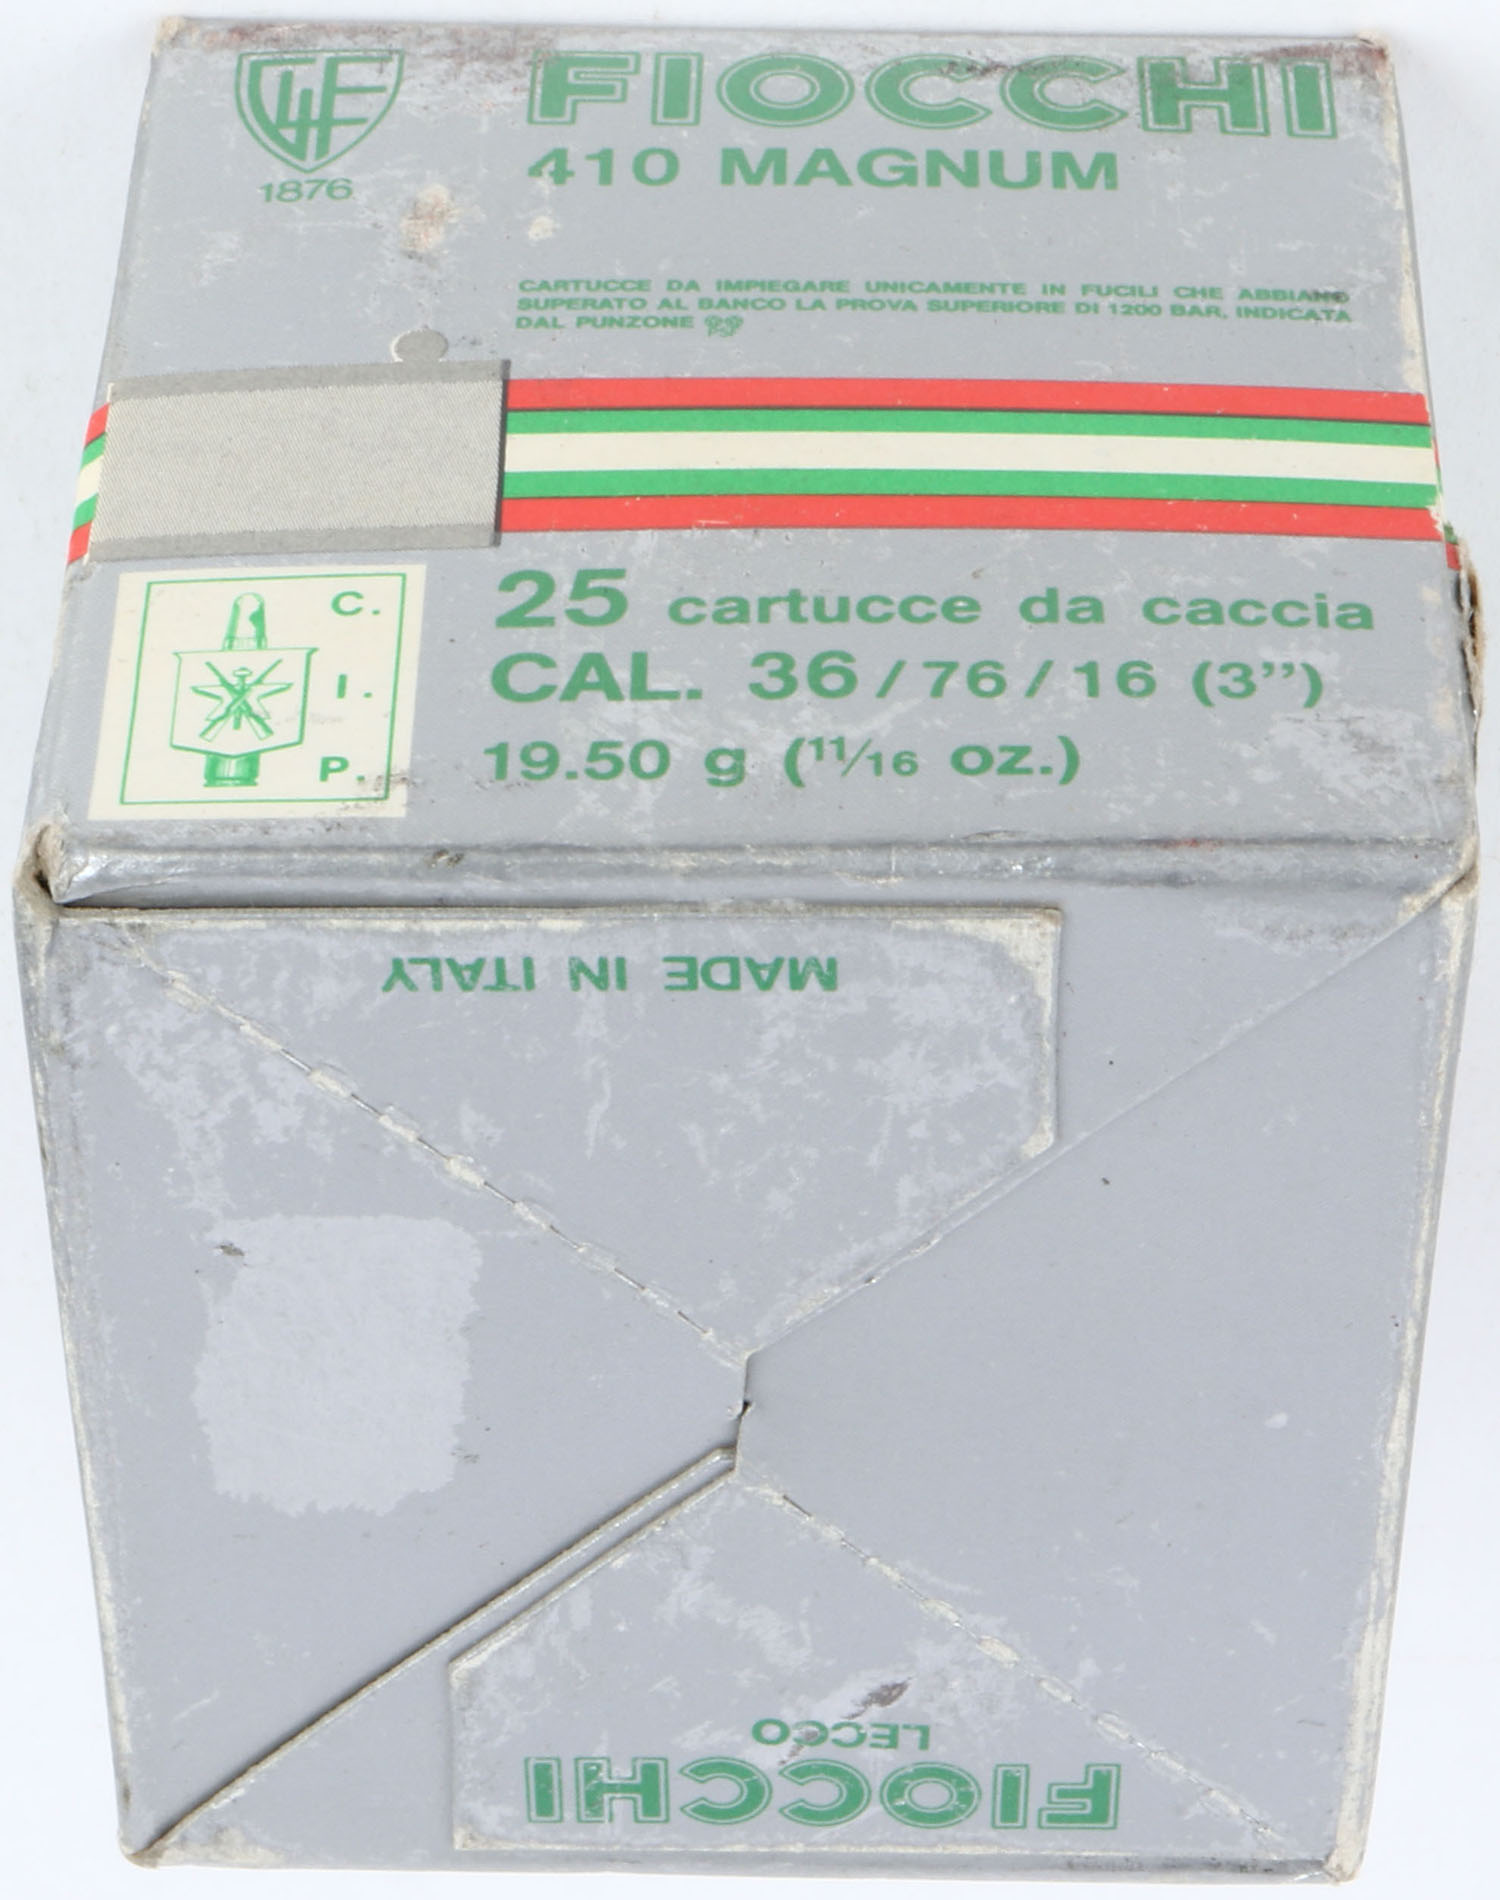 GFL
FIOCCHI
1876
410 MAGNUM
CARTUCCE DA IMPIEGARE UNICAMENTE IN FUCILI CHE ABBIANO
SUPERATO AL BANCO LA PROVA SUPERIORE DI 1200 BAR, INDICATA
DAL PUNZONE
C.
I.
P.
25 cartucce da caccia
CAL. 36/76/16 (3”)
19.50 g (11/16 oz.)
MADE IN ITALY
LECCO
FIOCCHI